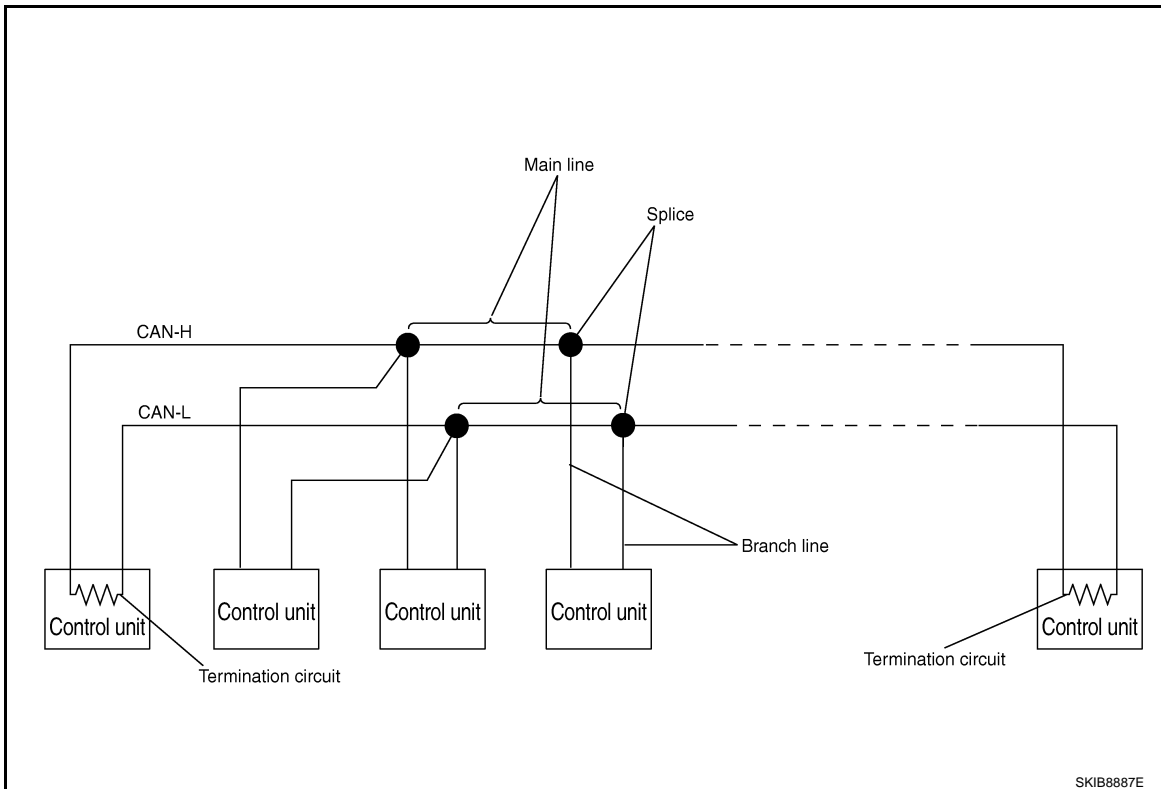 Main line
Splice
CAN-H
CAN-L
Branch line
Control unit
Control unit
Control unit
Control unit
Control unit
Termination circuit
Termination circuit
SKIB8887E